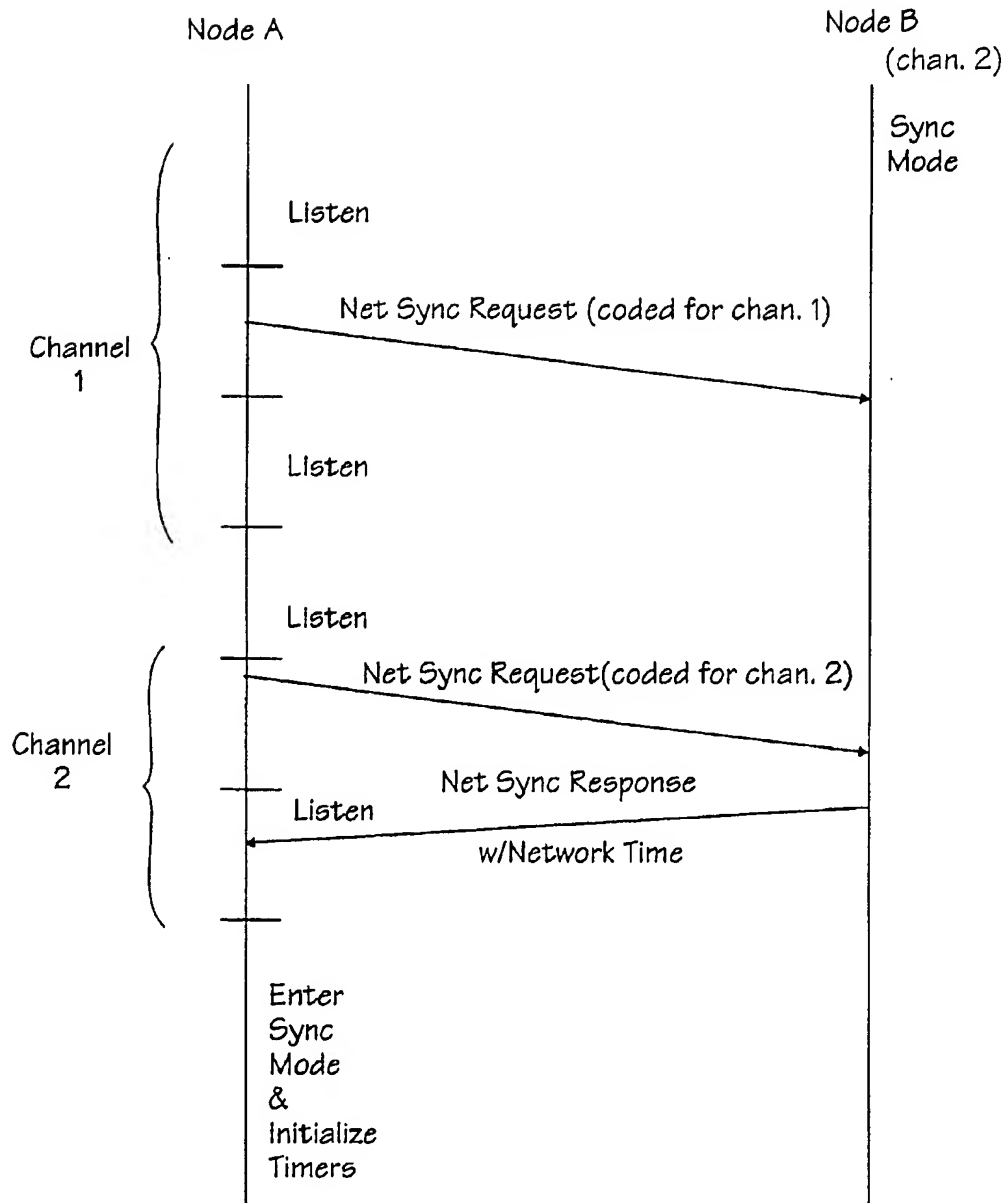 Node A
Node B
(chan. 2)
Sync
Mode
Listen
Net Sync Request (coded for chan. 1)
Channel
1
Listen
Listen
Net Sync Request(coded for chan. 2)
Channel
2
Net Sync Response
Listen
w/Network Time
Enter
Sync
Mode
&
Initialize
Timers